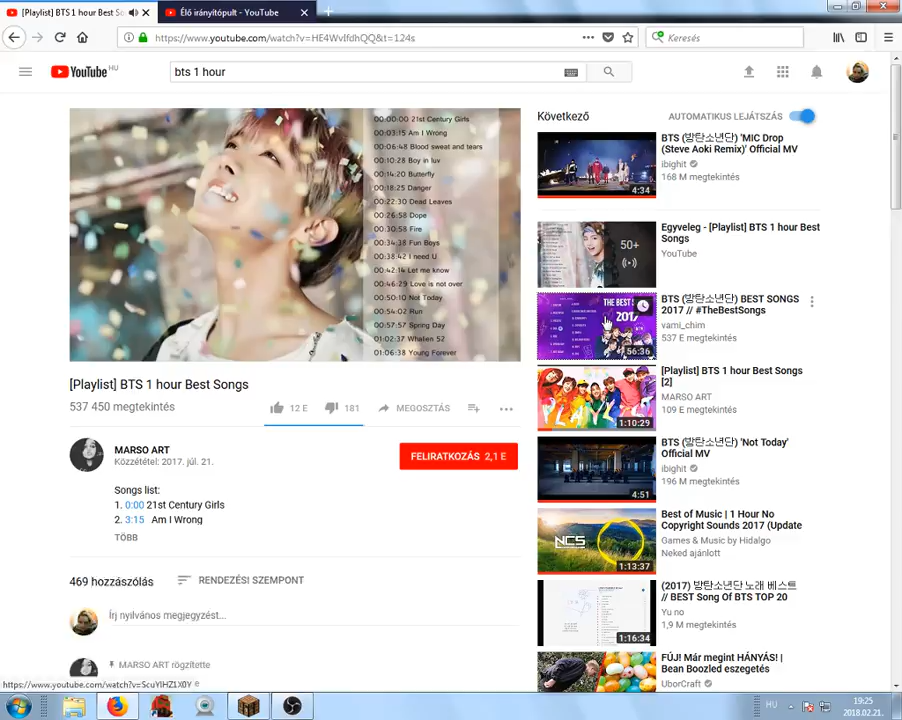 [Playlist] BTS 1 hour Best So
Élő irányítópult - YouTube
https://www.youtube.com/watch?v=HE4WvIfdhQQ&t=124s
Keresés
YouTube HU
bts 1 hour
00:00:00 21st Century Girls
00:03:15 Am I Wrong
00:06:48 Blood sweat and tears
00:10:28 Boy in luv
00:14:20 Butterfly
00:18:25 Danger
00:22:30 Dead Leaves
00:26:58 Dope
00:30:58 Fire
00:34:38 Fun Boys
00:38:42 I need U
00:42:14 Let me know
00:46:29 Love is not over
00:50:10 Not Today
00:54:02 Run
00:57:57 Spring Day
01:02:37 Whalien 52
01:06:38 Young Forever
[Playlist] BTS 1 hour Best Songs
537 450 megtekintés
12 E
181
MEGOSZTÁS
MARSO ART
Közzététel: 2017. júl. 21.
FELIRATKOZÁS 2,1 E
Songs list:
1. 0:00 21st Century Girls
2. 3:15 Am I Wrong
TÖBB
469 hozzászólás
RENDEZÉSI SZEMPONT
Írj nyilvános megjegyzést...
MARSO ART rögzítette
https://www.youtube.com/watch?v=ScuYlHZ1X0Y
Következő
AUTOMATIKUS LEJÁTSZÁS
BTS (방탄소년단) 'MIC Drop
(Steve Aoki Remix)' Official MV
ibighit
168 M megtekintés
4:34
Egyveleg - [Playlist] BTS 1 hour Best
Songs
YouTube
50+
BTS (방탄소년단) BEST SONGS
2017 // #TheBestSongs
vami_chim
537 E megtekintés
THE BEST
2017
56:36
[Playlist] BTS 1 hour Best Songs
[2]
MARSO ART
109 E megtekintés
1:10:29
BTS (방탄소년단) 'Not Today'
Official MV
ibighit
196 M megtekintés
4:51
Best of Music | 1 Hour No
Copyright Sounds 2017 (Update
Games & Music by Hidalgo
Neked ajánlott
NCS
1:13:37
(2017) 방탄소년단 노래 베스트
// BEST Song Of BTS TOP 20
Yu no
1,9 M megtekintés
1:16:34
FÚJ! Már megint HÁNYÁS! |
Bean Boozled eszegetés
UborCraft
HU
19:25
2018.02.21.